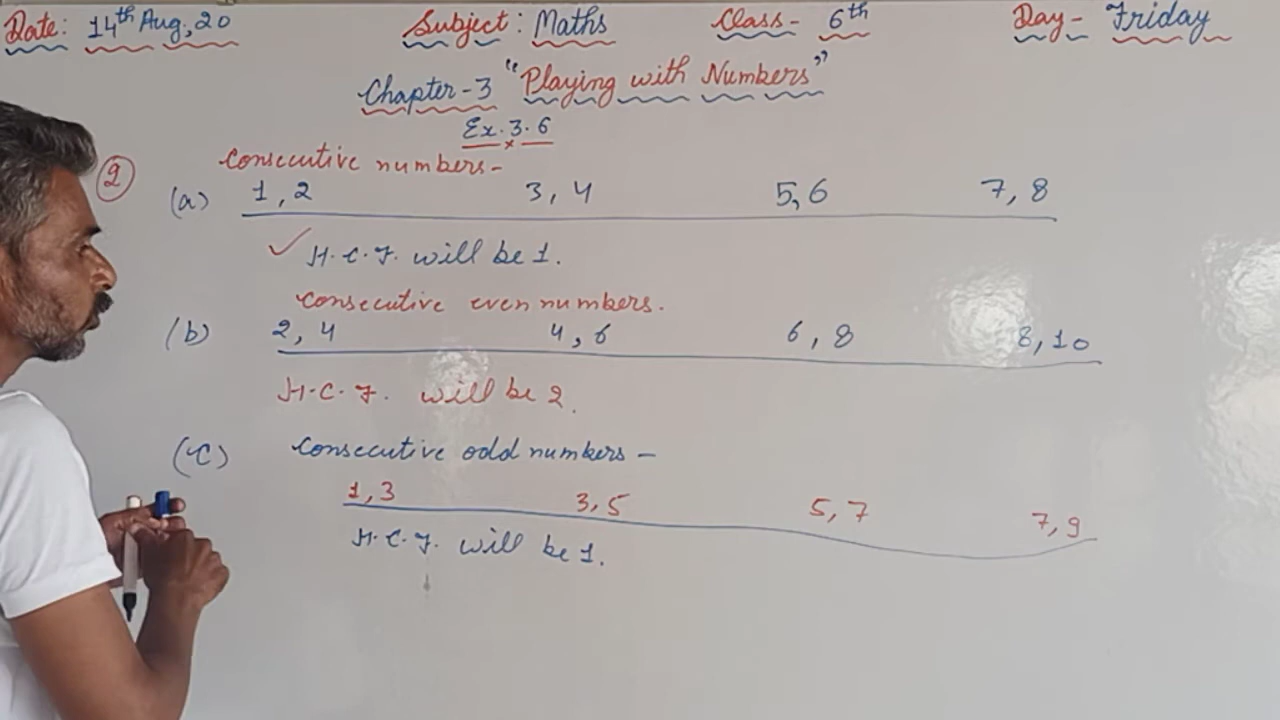 Date: 14th Aug, 20 Subject: Maths Class- 6th Day- Friday
Chapter-3 "Playing with Numbers"
Ex. 3.6
2 Consecutive numbers-
(a) 1, 2 3, 4 5, 6 7, 8
✓ H.C.F. will be 1.
Consecutive even numbers.
(b) 2, 4 4, 6 6, 8 8, 10
H.C.F. will be 2.
(C) Consecutive odd numbers –
1, 3 3, 5 5, 7 7, 9
H.C.F. will be 1.